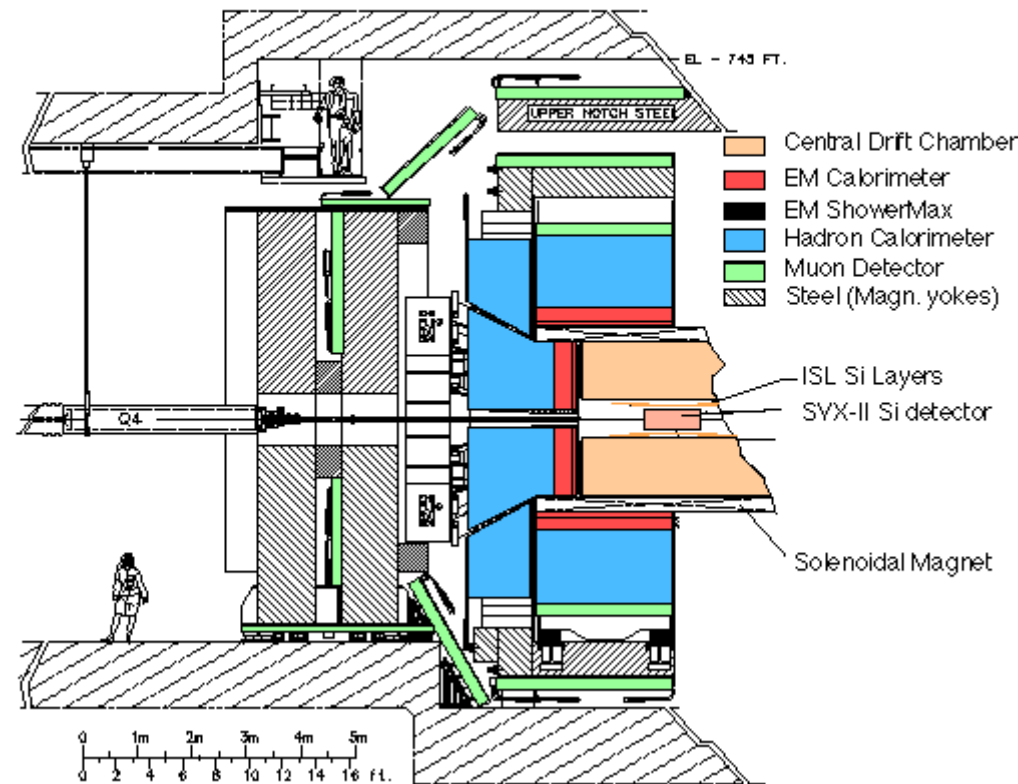 EL - 743 FT.
UPPER NOTCH STEEL
Central Drift Chamber
EM Calorimeter
EM ShowerMax
Hadron Calorimeter
Muon Detector
Steel (Magn. yokes)
ISL Si Layers
SVX-II Si detector
Q4
Solenoidal Magnet
0 1m 2m 3m 4m 5m
0 2 4 6 8 10 12 14 16 ft.